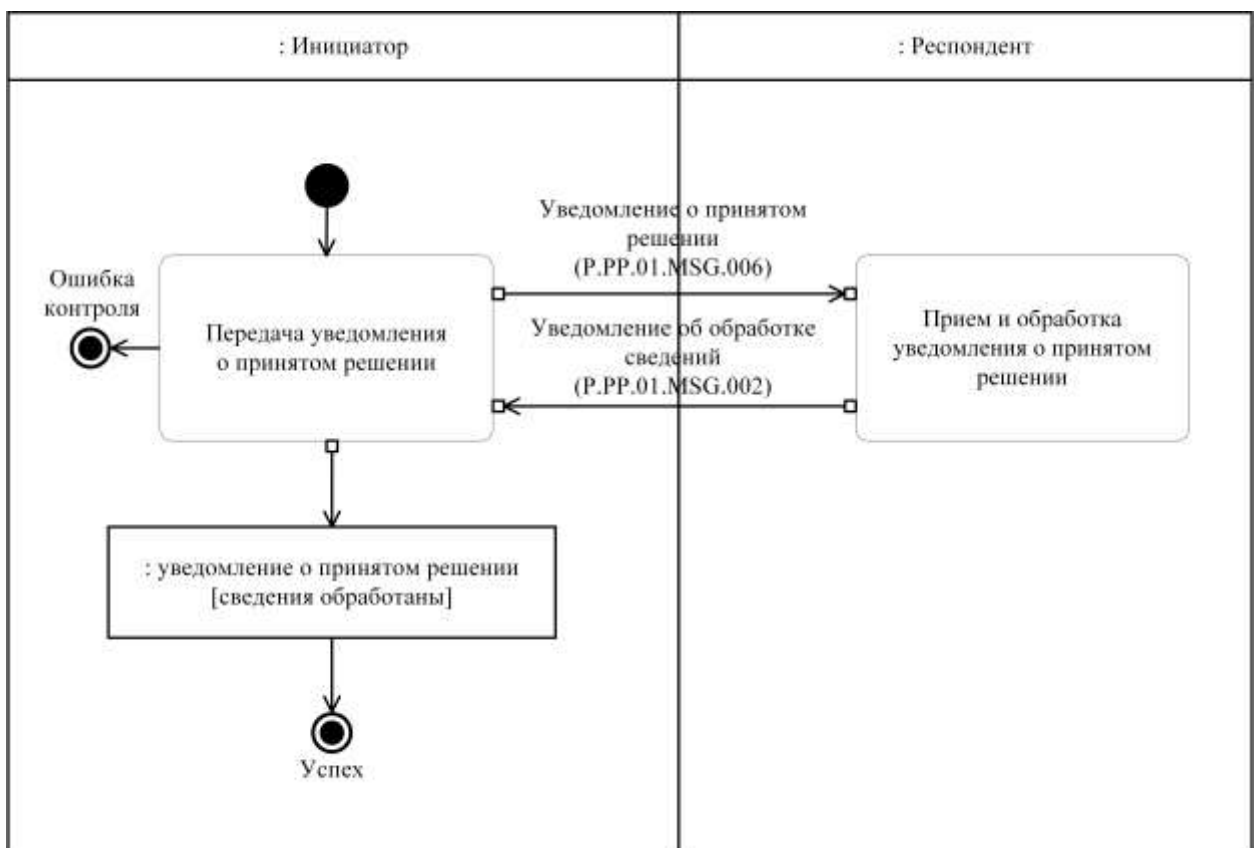 : Инициатор
: Респондент
Уведомление о принятом
решении
(P.PP.01.MSG.006)
Ошибка
контроля
Передача уведомления
о принятом решении
Уведомление об обработке
сведений
(P.PP.01.MSG.002)
Прием и обработка
уведомления о принятом
решении
: уведомление о принятом решении
[сведения обработаны]
Успех